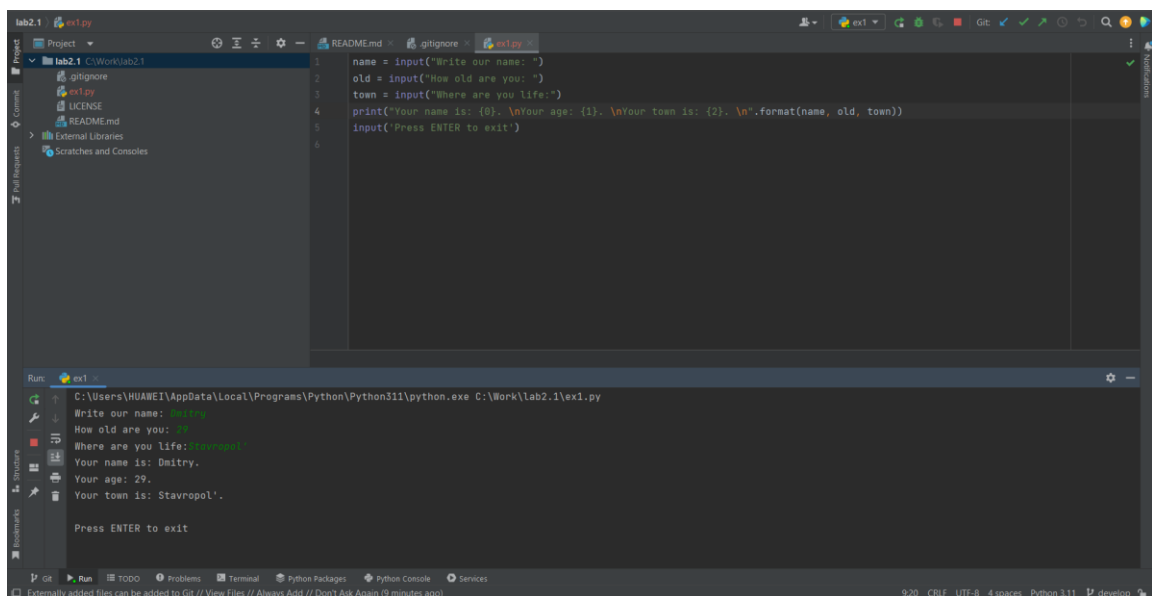 lab2.1 ex1.py ex1 Git:
Project README.md .gitignore ex1.py
Project
lab2.1 C:\Work\lab2.1
.gitignore
ex1.py
LICENSE
README.md
External Libraries
Scratches and Consoles
Commit
Pull Requests
Notifications
1 name = input("Write our name: ")
2 old = input("How old are you: ")
3 town = input("Where are you life:")
4 print("Your name is: {0}. \nYour age: {1}. \nYour town is: {2}. \n".format(name, old, town))
5 input('Press ENTER to exit')
6
Run: ex1
C:\Users\HUAWEI\AppData\Local\Programs\Python\Python311\python.exe C:\Work\lab2.1\ex1.py
Write our name: Dmitry
How old are you: 29
Where are you life:Stavropol'
Your name is: Dmitry.
Your age: 29.
Your town is: Stavropol'.
Press ENTER to exit
Structure
Bookmarks
Git Run TODO Problems Terminal Python Packages Python Console Services
Externally added files can be added to Git // View Files // Always Add // Don't Ask Again (9 minutes ago) 9:20 CRLF UTF-8 4 spaces Python 3.11 develop